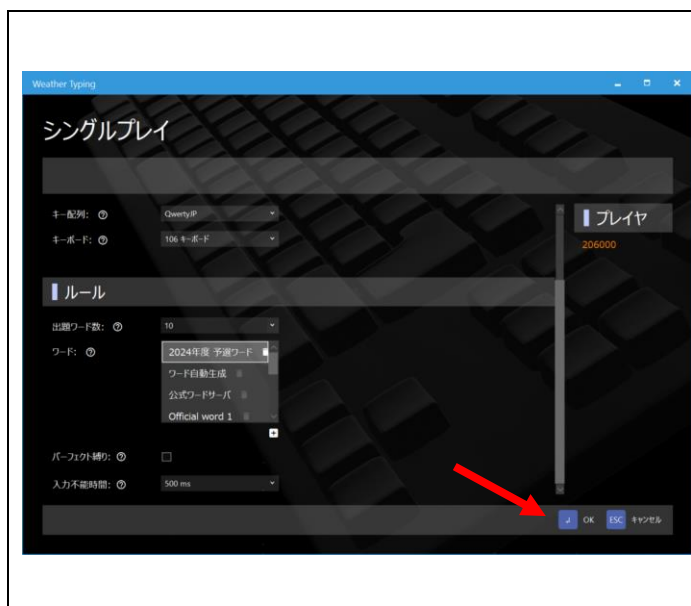 Weather Typing
シングルプレイ
キー配列:
QwertyJP
キーボード:
106 キーボード
プレイヤ
206000
ルール
出題ワード数:
10
ワード:
2024年度 予選ワード
ワード自動生成
公式ワードサーバ
Official word 1
パーフェクト縛り:
入力不能時間:
500 ms
OK
ESC
キャンセル